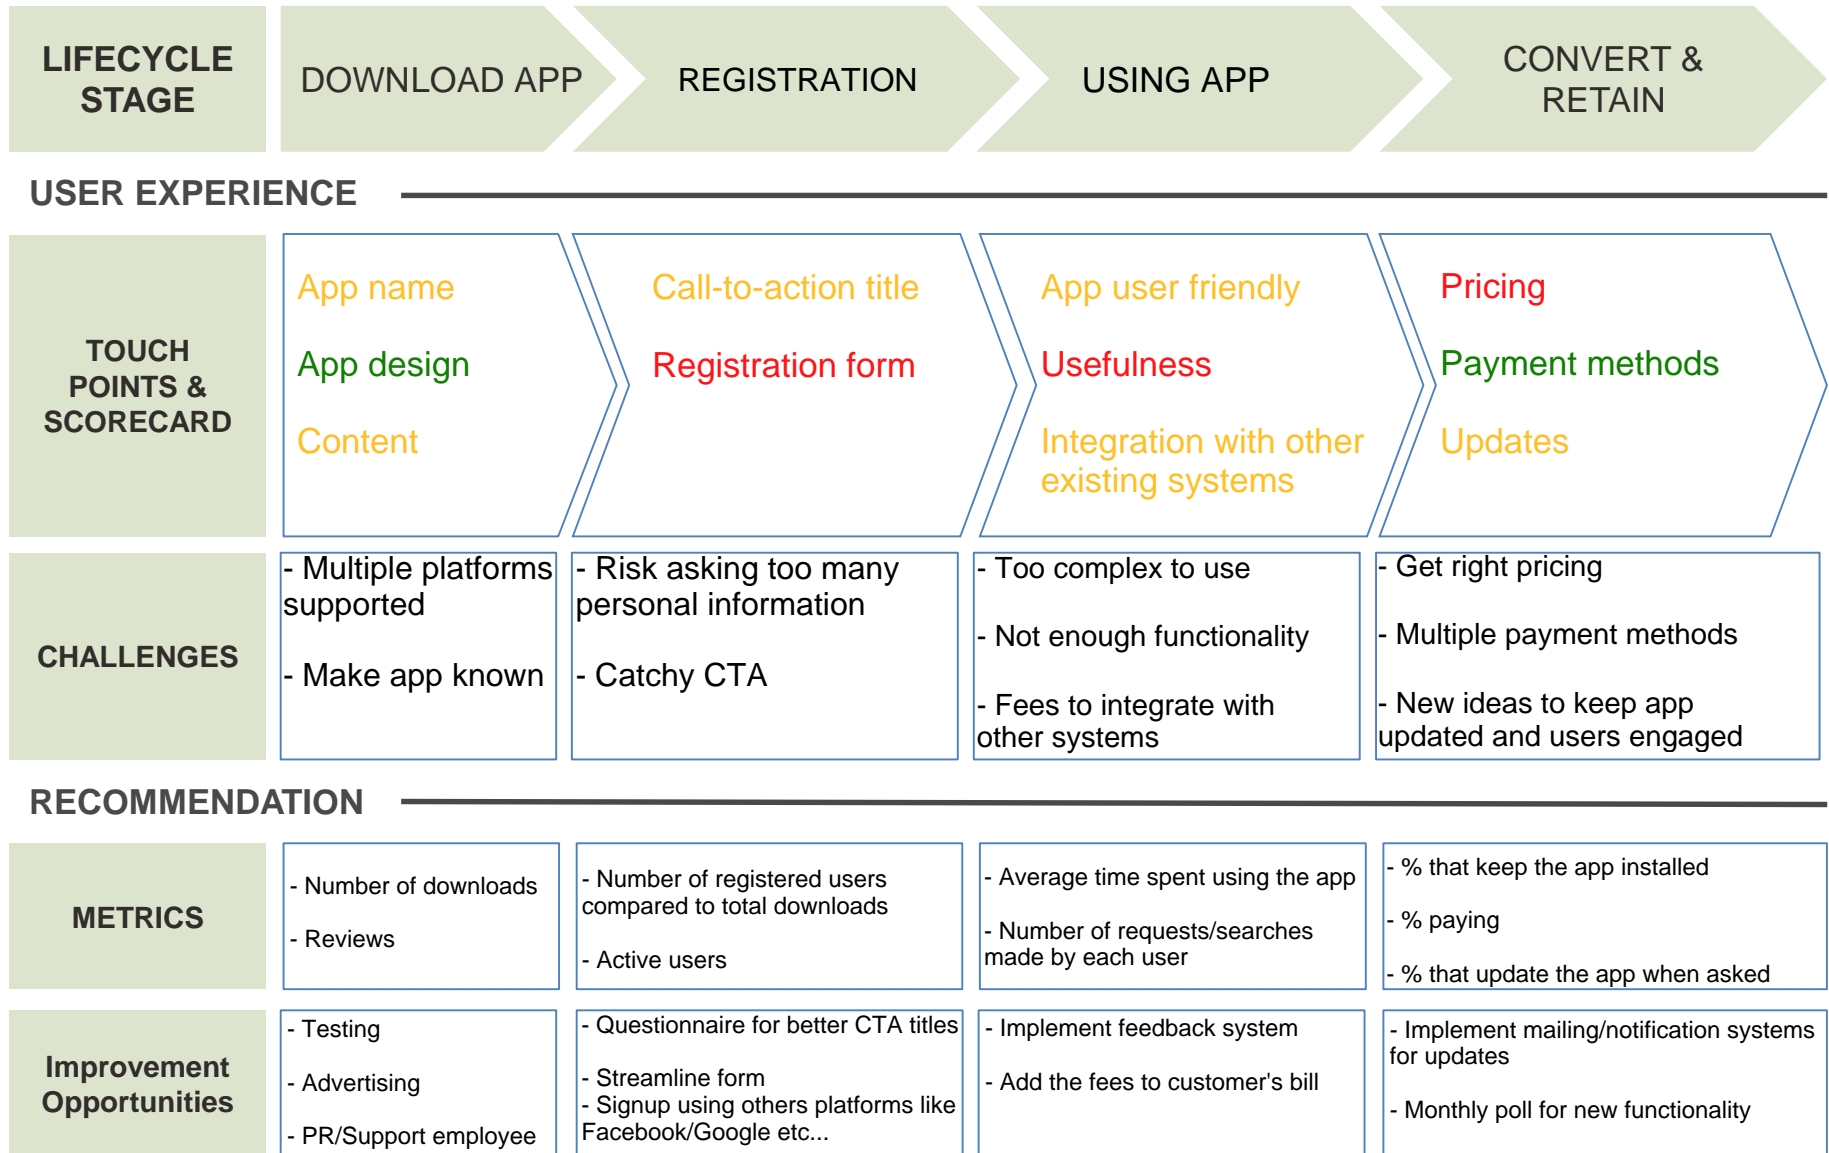 LIFECYCLE
STAGE
DOWNLOAD APP
REGISTRATION
USING APP
CONVERT &
RETAIN
USER EXPERIENCE
TOUCH
POINTS &
SCORECARD
App name
App design
Content
Call-to-action title
Registration form
App user friendly
Usefulness
Integration with other
existing systems
Pricing
Payment methods
Updates
CHALLENGES
- Multiple platforms
supported
- Make app known
- Risk asking too many
personal information
- Catchy CTA
- Too complex to use
- Not enough functionality
- Fees to integrate with
other systems
- Get right pricing
- Multiple payment methods
- New ideas to keep app
updated and users engaged
RECOMMENDATION
METRICS
- Number of downloads
- Reviews
- Number of registered users
compared to total downloads
- Active users
- Average time spent using the app
- Number of requests/searches
made by each user
- % that keep the app installed
- % paying
- % that update the app when asked
Improvement
Opportunities
- Testing
- Advertising
- PR/Support employee
- Questionnaire for better CTA titles
- Streamline form
- Signup using others platforms like
Facebook/Google etc...
- Implement feedback system
- Add the fees to customer's bill
- Implement mailing/notification systems
for updates
- Monthly poll for new functionality